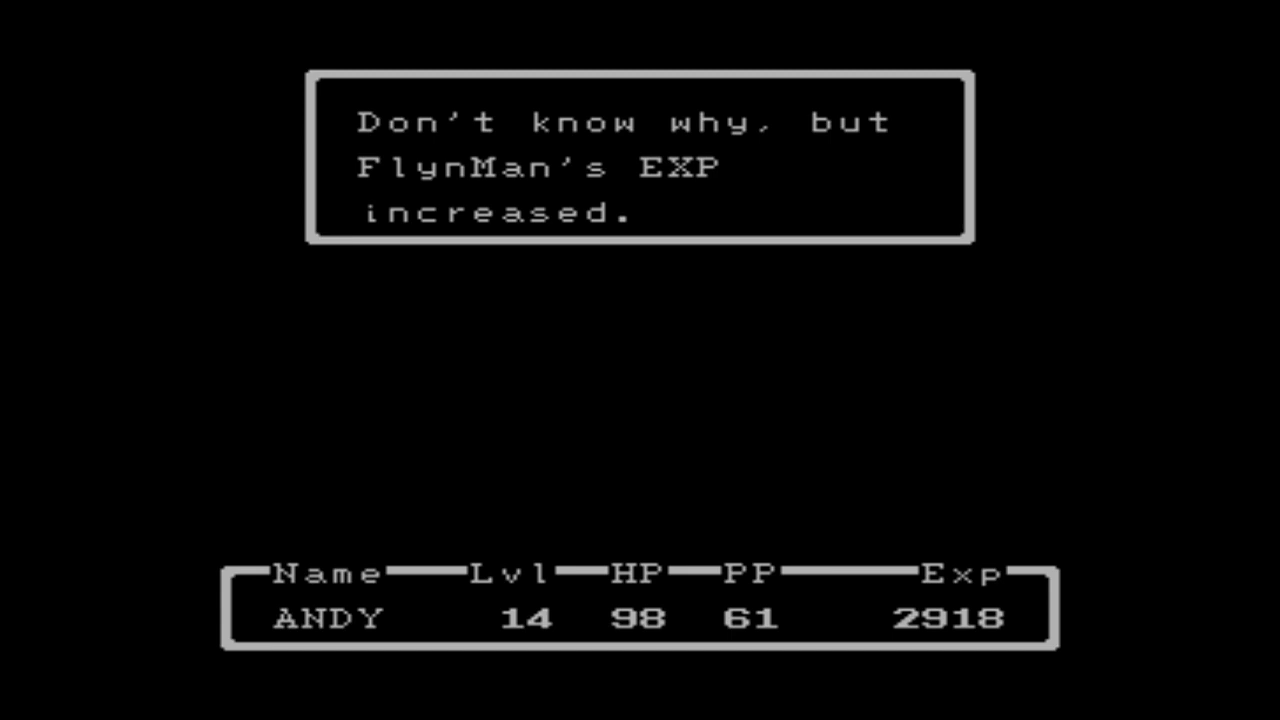 Don't know why, but
FlynMan's EXP
increased.
Name Lvl HP PP Exp
ANDY 14 98 61 2918